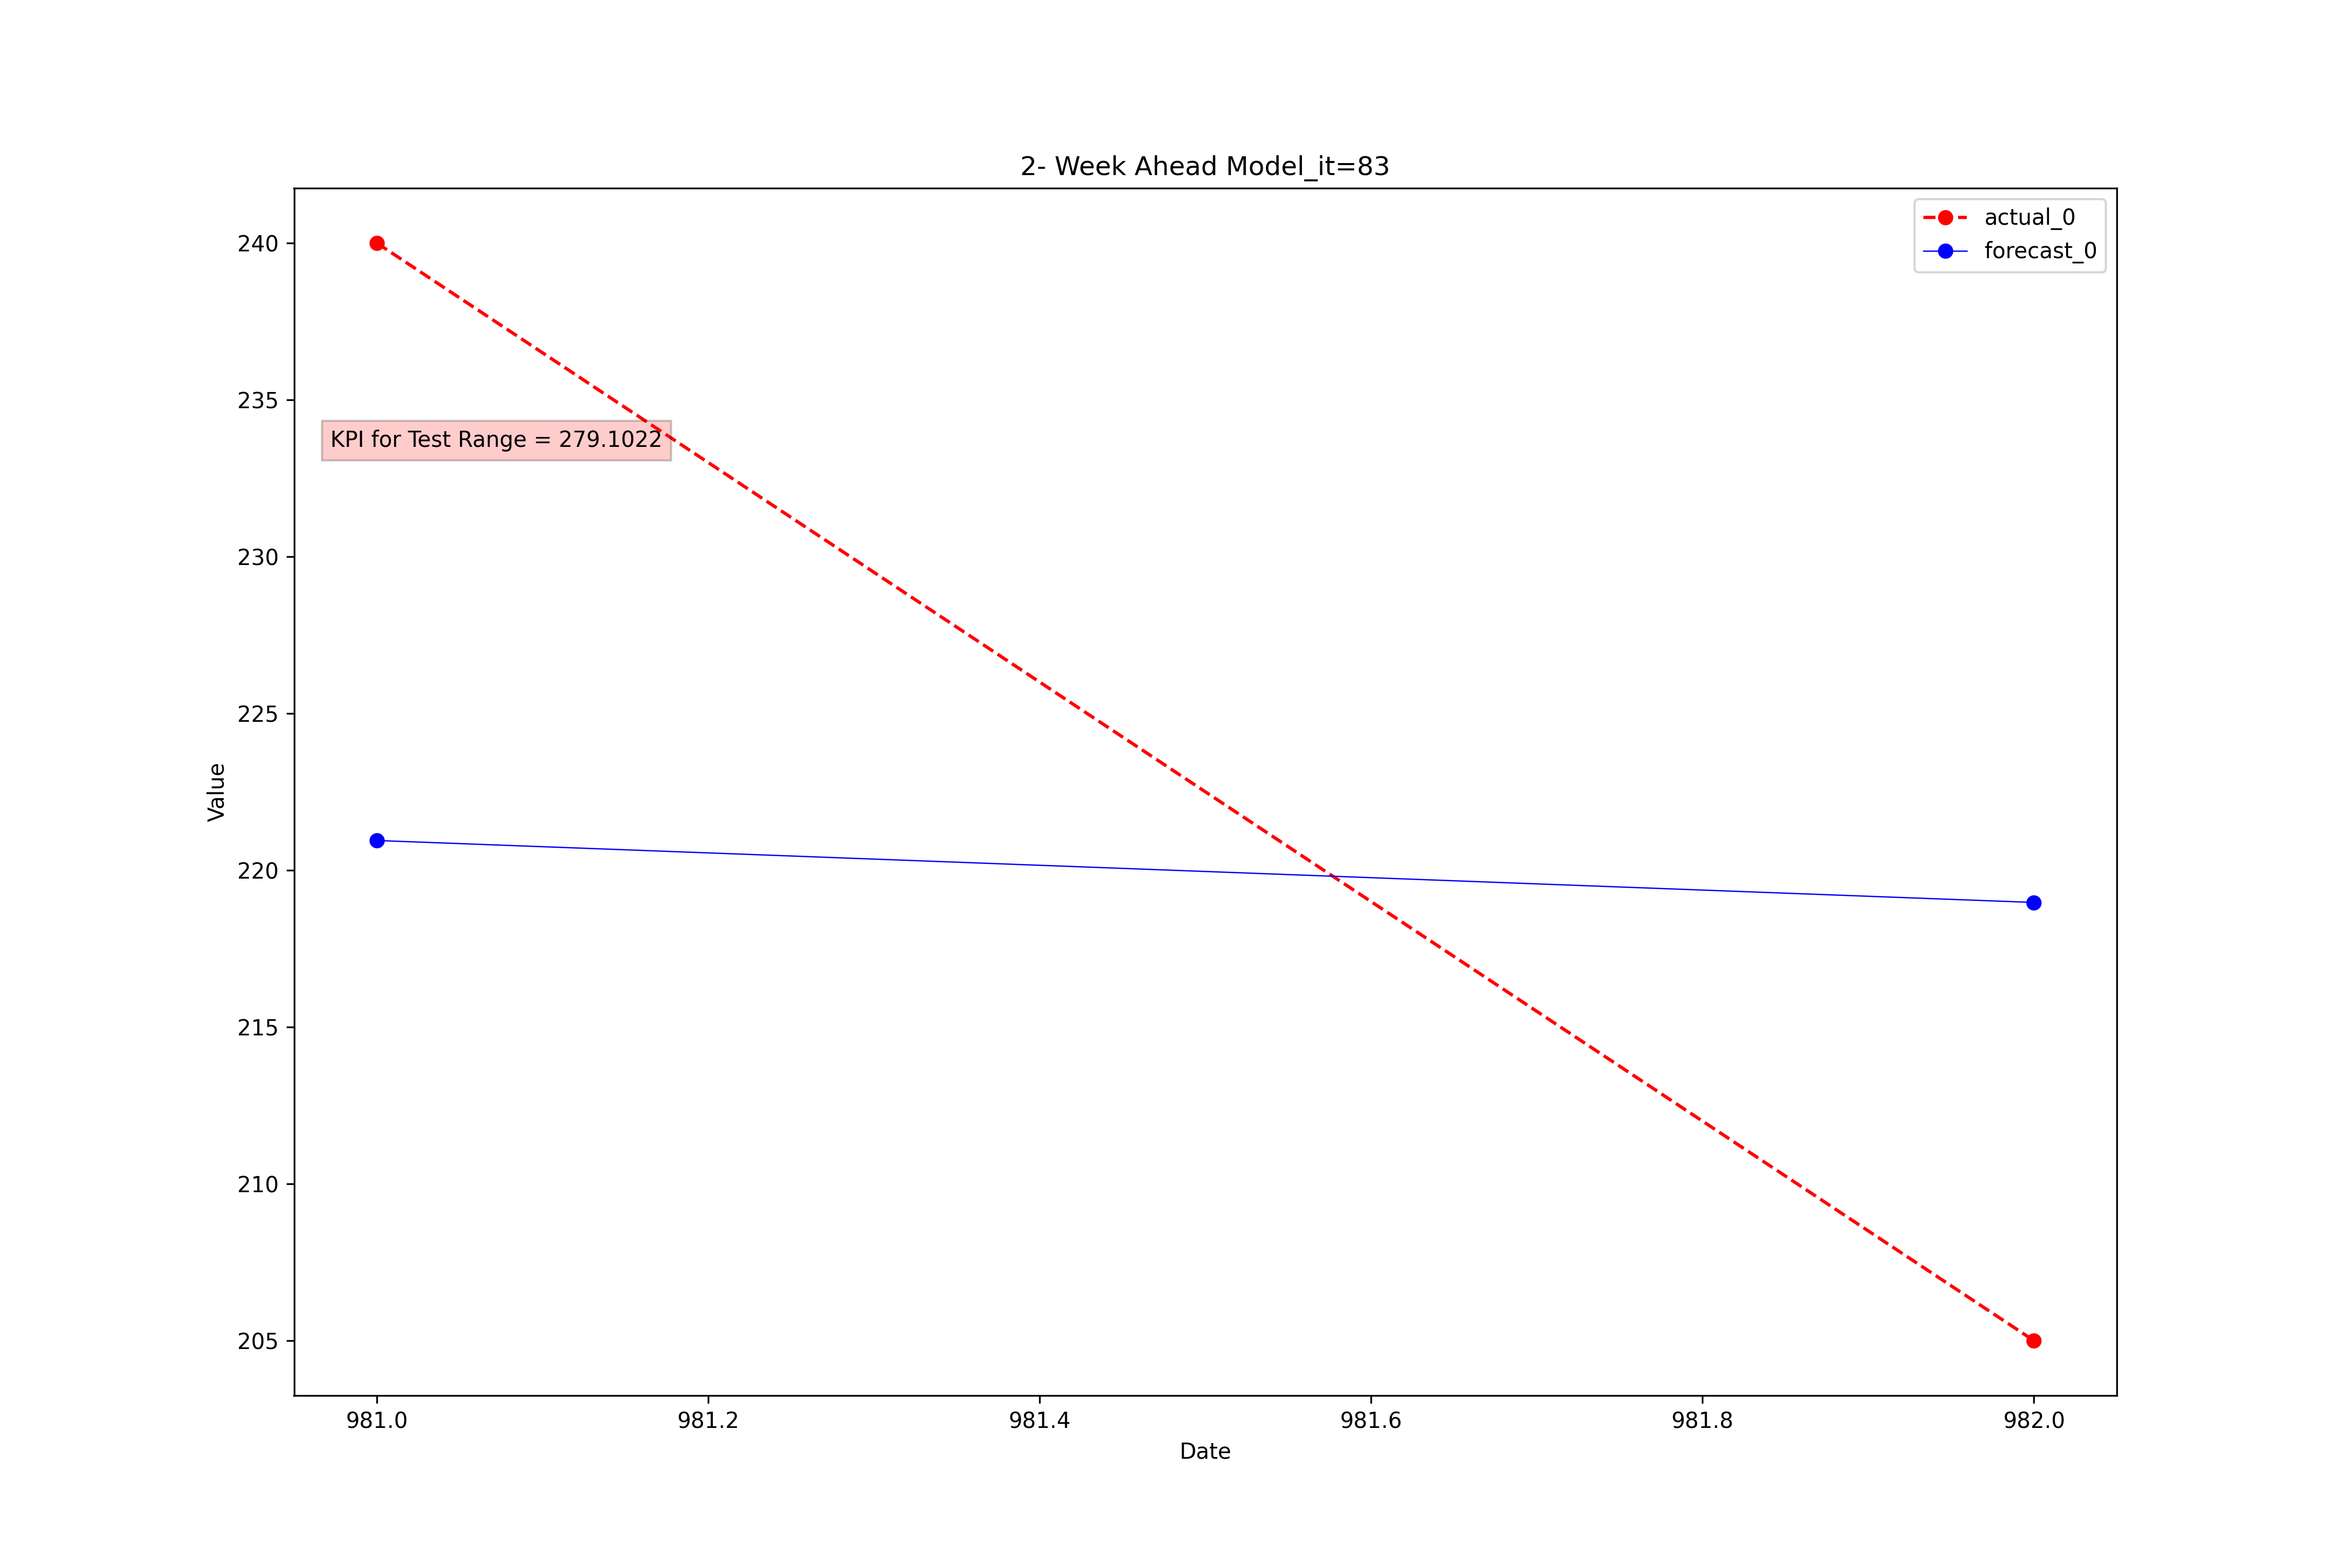 2- Week Ahead Model_it=83
actual_0
forecast_0
KPI for Test Range = 279.1022
Value
240
235
230
225
220
215
210
205
981.0 981.2 981.4 981.6 981.8 982.0
Date